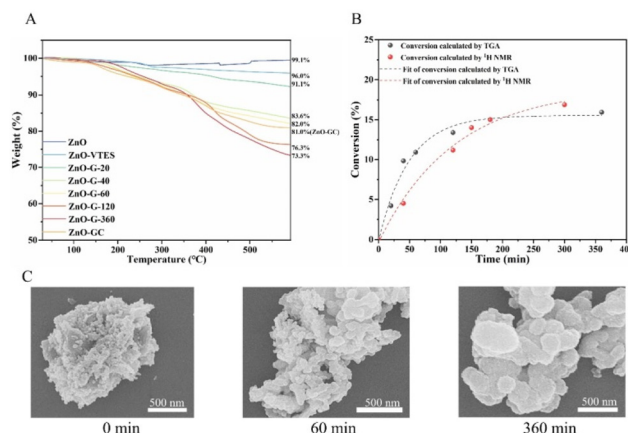 A
100
90
80
70
60
50
Weight (%)
ZnO
ZnO-VTES
ZnO-G-20
ZnO-G-40
ZnO-G-60
ZnO-G-120
ZnO-G-360
ZnO-GC
99.1%
96.0%
91.1%
83.6%
82.0%
81.0%(ZnO-GC)
76.3%
73.3%
100 200 300 400 500
Temperature (°C)
B
25
20
15
10
5
0
Conversion (%)
Conversion calculated by TGA
Conversion calculated by ¹H NMR
Fit of conversion calculated by TGA
Fit of conversion calculated by ¹H NMR
0 100 200 300 400
Time (min)
C
500 nm
500 nm
500 nm
0 min
60 min
360 min